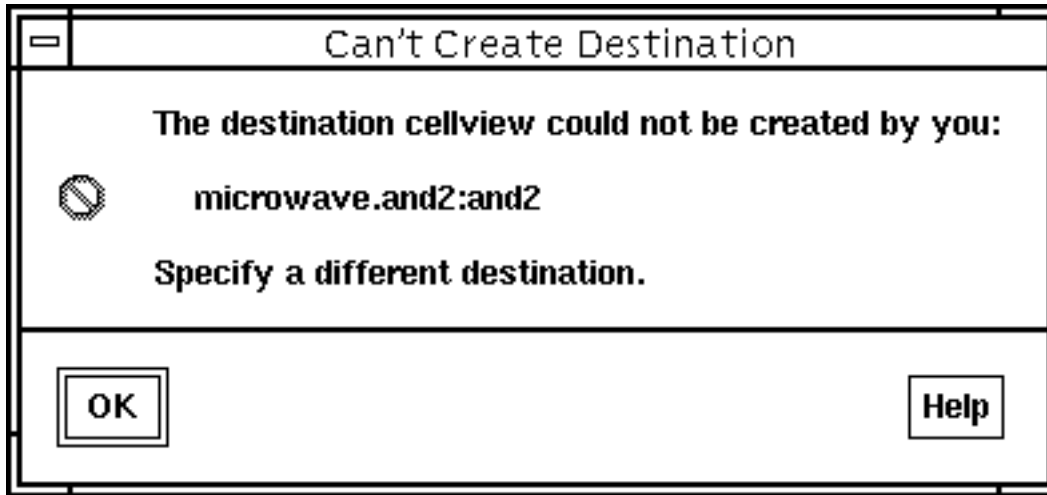 Can't Create Destination
The destination cellview could not be created by you:
microwave.and2:and2
Specify a different destination.
OK
Help